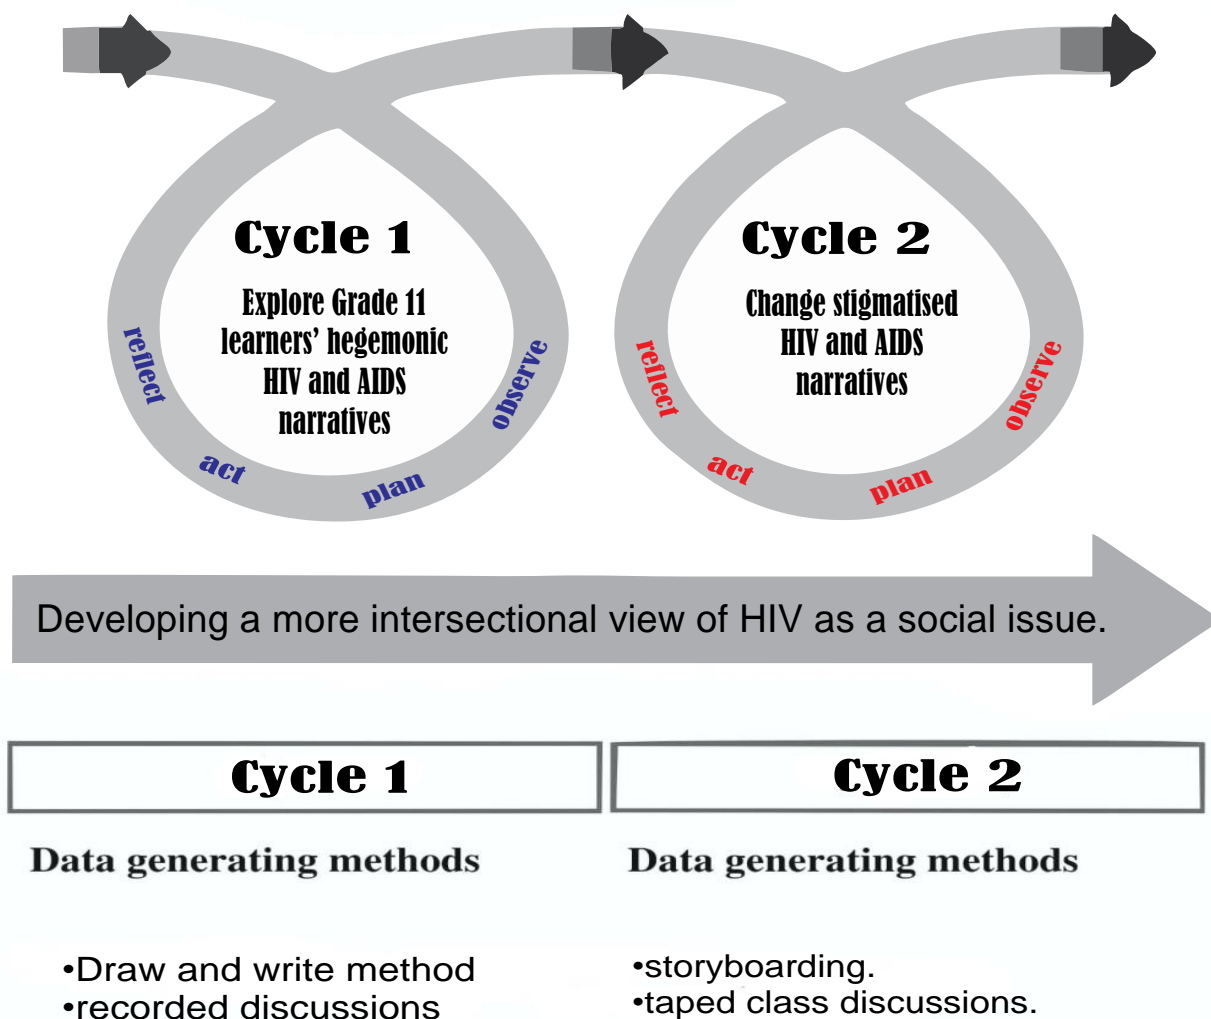 Cycle 1
Explore Grade 11
learners' hegemonic
HIV and AIDS
narratives
reflect
act
plan
observe
Cycle 2
Change stigmatised
HIV and AIDS
narratives
reflect
act
plan
observe
Developing a more intersectional view of HIV as a social issue.
Cycle 1
Data generating methods
•Draw and write method
•recorded discussions
Cycle 2
Data generating methods
•storyboarding.
•taped class discussions.